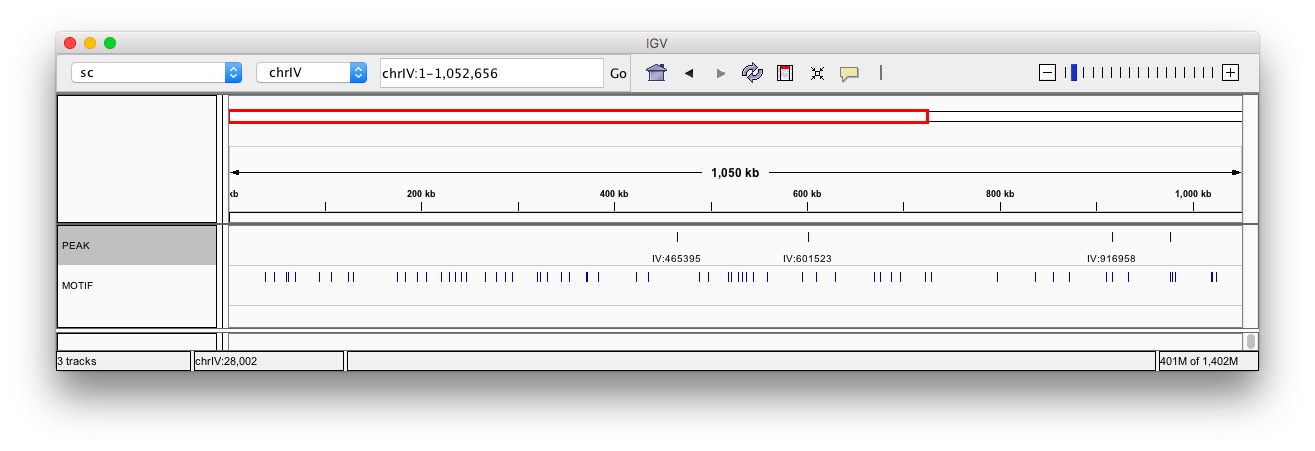 IGV
sc chrIV chrIV:1-1,052,656 Go
1,050 kb
kb 200 kb 400 kb 600 kb 800 kb 1,000 kb
PEAK
IV:465395 IV:601523 IV:916958
MOTIF
3 tracks chrIV:28,002 401M of 1,402M